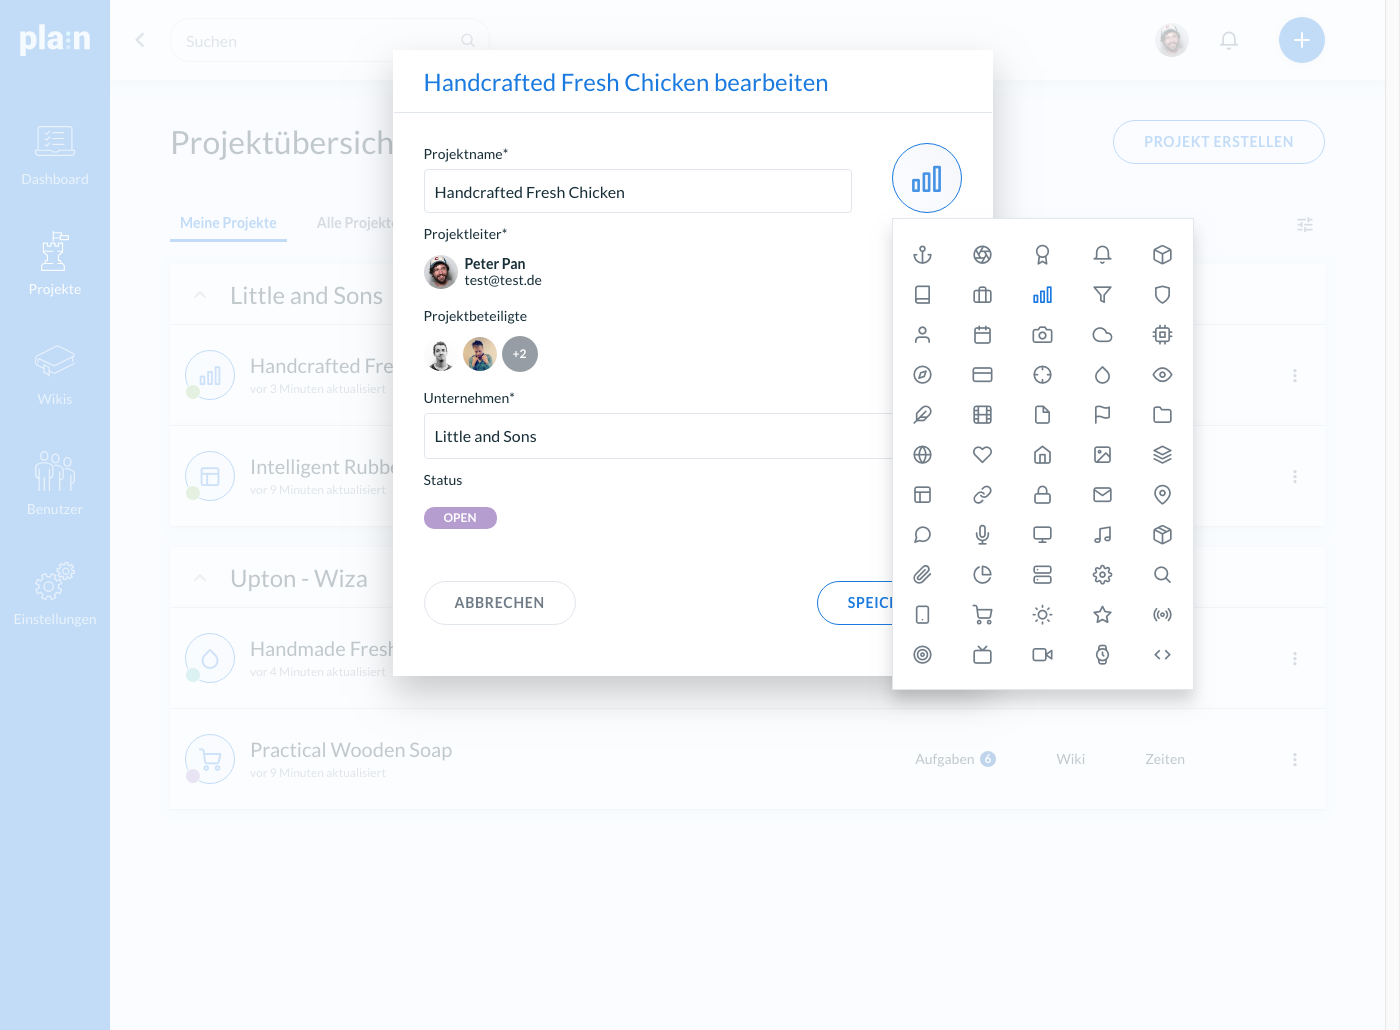 plain
Suchen
Dashboard
Projekte
Wikis
Benutzer
Einstellungen
Projektübersich
PROJEKT ERSTELLEN
Meine Projekte
Alle Projekte
Little and Sons
Handcrafted Fre
vor 3 Minuten aktualisiert
Intelligent Rubbe
vor 9 Minuten aktualisiert
Upton - Wiza
Handmade Fresh
vor 4 Minuten aktualisiert
Practical Wooden Soap
vor 9 Minuten aktualisiert
Aufgaben 6
Wiki
Zeiten
Handcrafted Fresh Chicken bearbeiten
Projektname*
Handcrafted Fresh Chicken
Projektleiter*
Peter Pan
test@test.de
Projektbeteiligte
+2
Unternehmen*
Little and Sons
Status
OPEN
ABBRECHEN
SPEIC